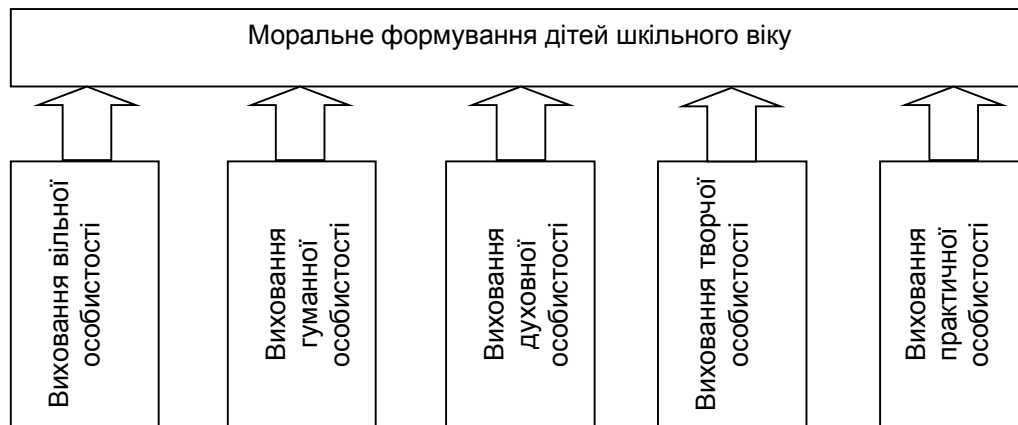 Моральне формування дітей шкільного віку
Виховання вільної
особистості
Виховання
гуманної
особистості
Виховання
духовної
особистості
Виховання творчої
особистості
Виховання
практичної
особистості